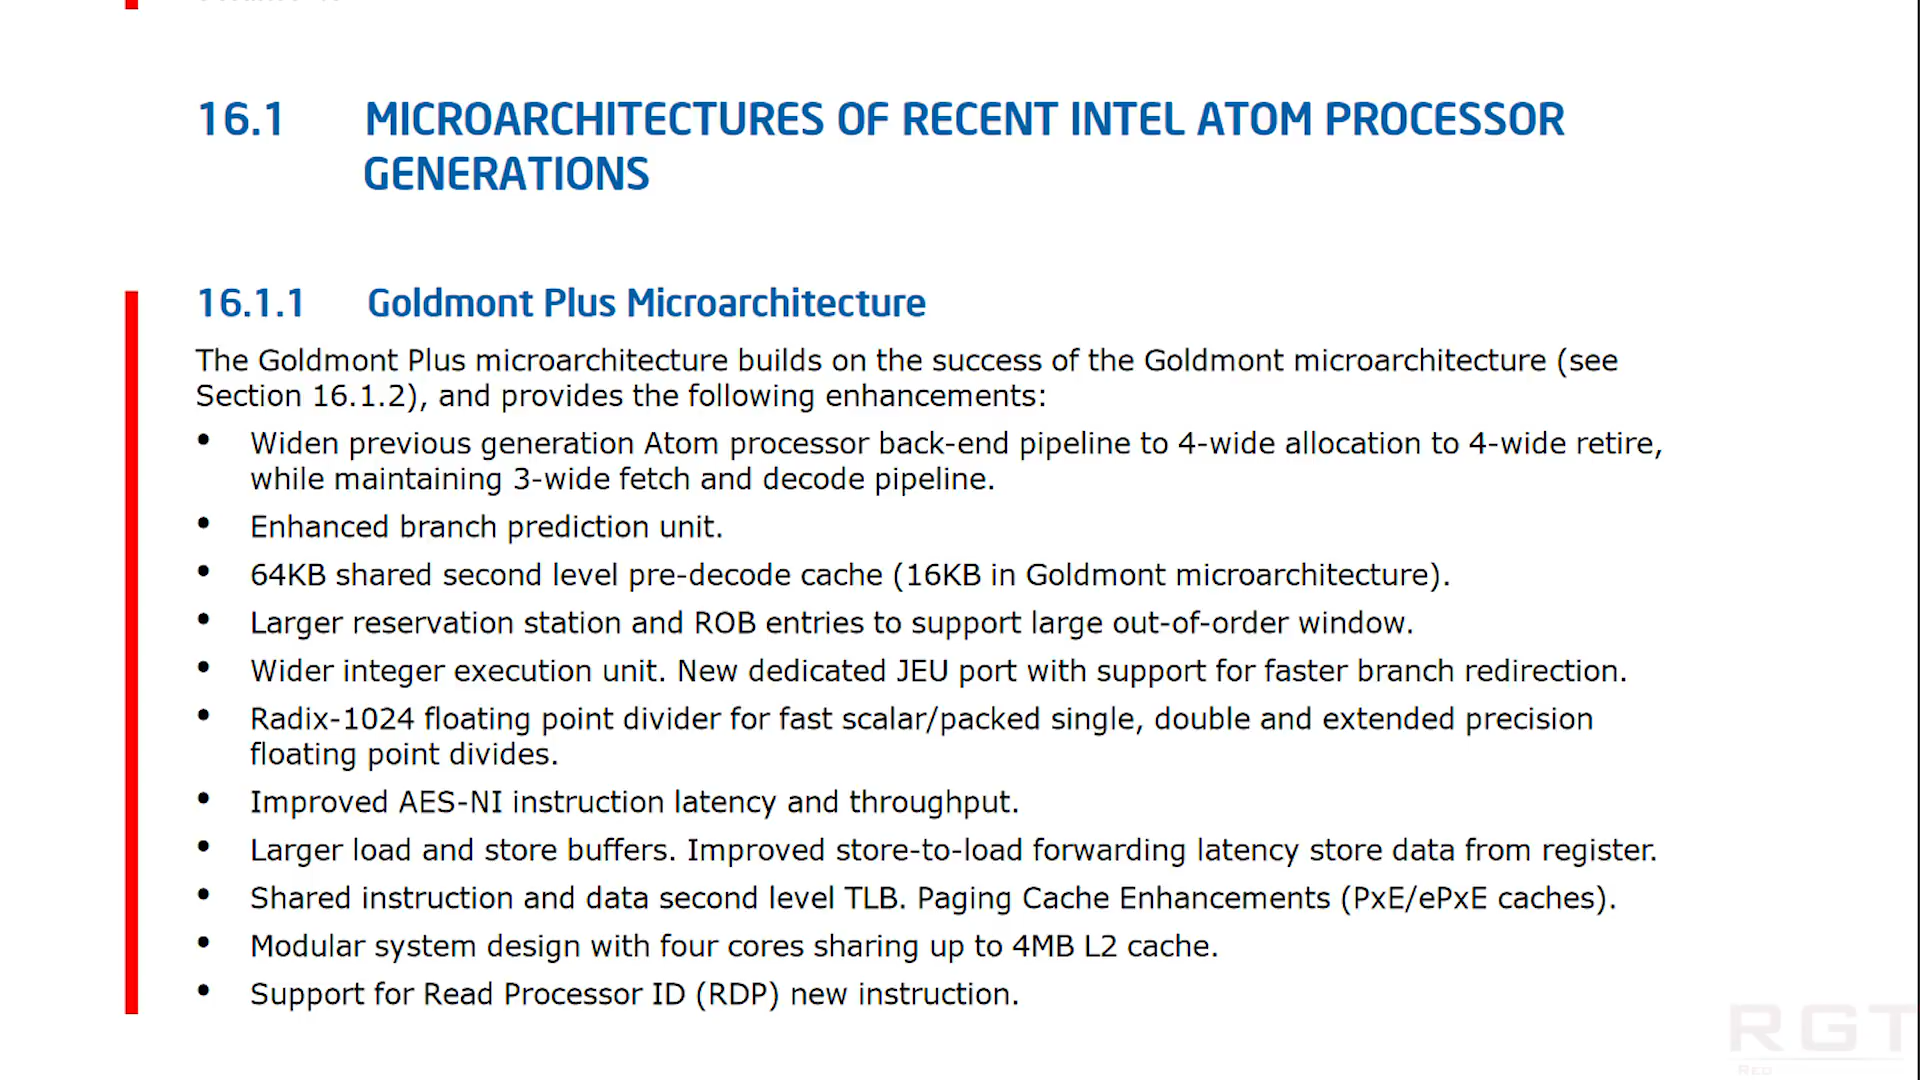 16.1 MICROARCHITECTURES OF RECENT INTEL ATOM PROCESSOR
GENERATIONS
16.1.1 Goldmont Plus Microarchitecture
The Goldmont Plus microarchitecture builds on the success of the Goldmont microarchitecture (see
Section 16.1.2), and provides the following enhancements:
• Widen previous generation Atom processor back-end pipeline to 4-wide allocation to 4-wide retire,
while maintaining 3-wide fetch and decode pipeline.
• Enhanced branch prediction unit.
• 64KB shared second level pre-decode cache (16KB in Goldmont microarchitecture).
• Larger reservation station and ROB entries to support large out-of-order window.
• Wider integer execution unit. New dedicated JEU port with support for faster branch redirection.
• Radix-1024 floating point divider for fast scalar/packed single, double and extended precision
floating point divides.
• Improved AES-NI instruction latency and throughput.
• Larger load and store buffers. Improved store-to-load forwarding latency store data from register.
• Shared instruction and data second level TLB. Paging Cache Enhancements (PxE/ePxE caches).
• Modular system design with four cores sharing up to 4MB L2 cache.
• Support for Read Processor ID (RDP) new instruction.
RGT
RED